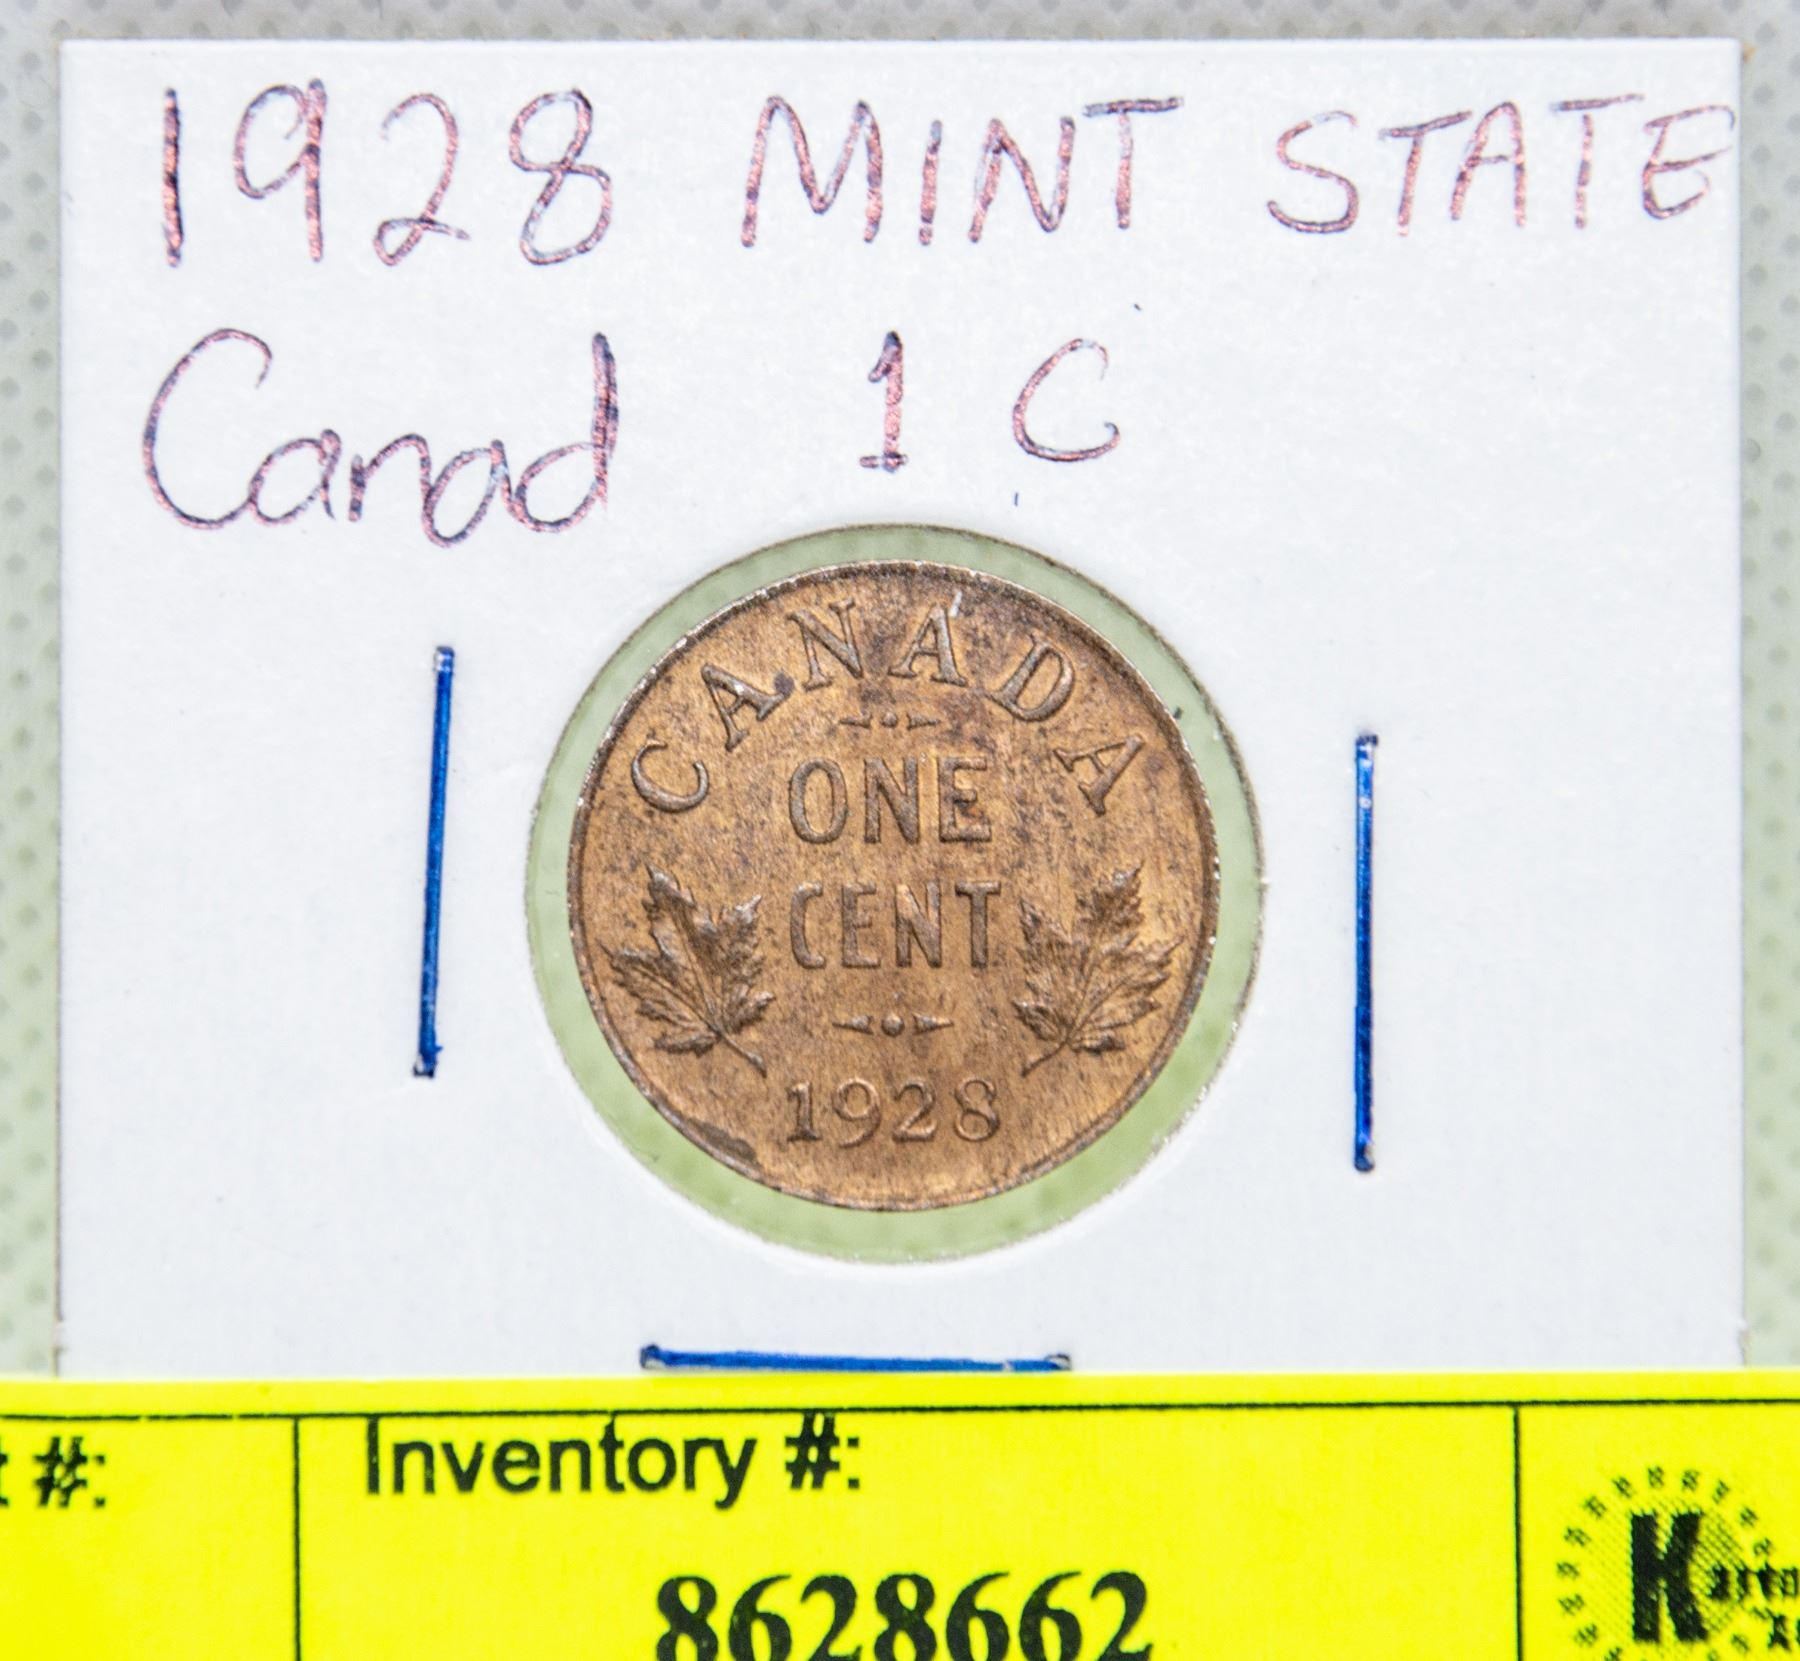 1928 MINT STATE
Canad 1 C
CANADA
ONE
CENT
1928
#:
Inventory #:
8628662
K